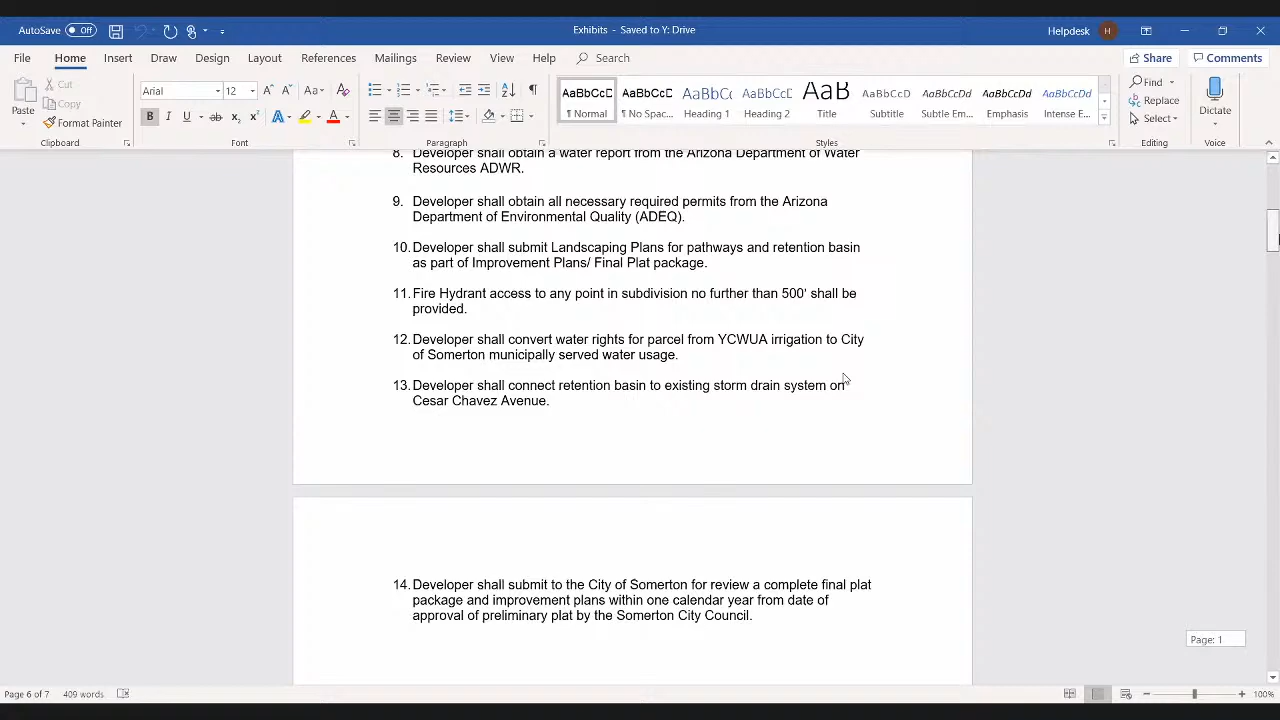 AutoSave Off Exhibits - Saved to Y: Drive Helpdesk H
File Home Insert Draw Design Layout References Mailings Review View Help Search Share Comments
Paste Cut Copy Format Painter
Clipboard
Arial 12 Aa
B I U ab x₂ x² A A
Font
Paragraph
AaBbCcD AaBbCcD AaBbCc AaBbCcD AaB AaBbCcD AaBbCcDd AaBbCcDd AaBbCcDd
¶ Normal ¶ No Spac... Heading 1 Heading 2 Title Subtitle Subtle Em... Emphasis Intense E...
Styles
Find Replace Select
Editing
Dictate
Voice
8. Developer shall obtain a water report from the Arizona Department of Water
Resources ADWR.
9. Developer shall obtain all necessary required permits from the Arizona
Department of Environmental Quality (ADEQ).
10. Developer shall submit Landscaping Plans for pathways and retention basin
as part of Improvement Plans/ Final Plat package.
11. Fire Hydrant access to any point in subdivision no further than 500' shall be
provided.
12. Developer shall convert water rights for parcel from YCWUA irrigation to City
of Somerton municipally served water usage.
13. Developer shall connect retention basin to existing storm drain system on
Cesar Chavez Avenue.
14. Developer shall submit to the City of Somerton for review a complete final plat
package and improvement plans within one calendar year from date of
approval of preliminary plat by the Somerton City Council.
Page: 1
Page 6 of 7 409 words 100%